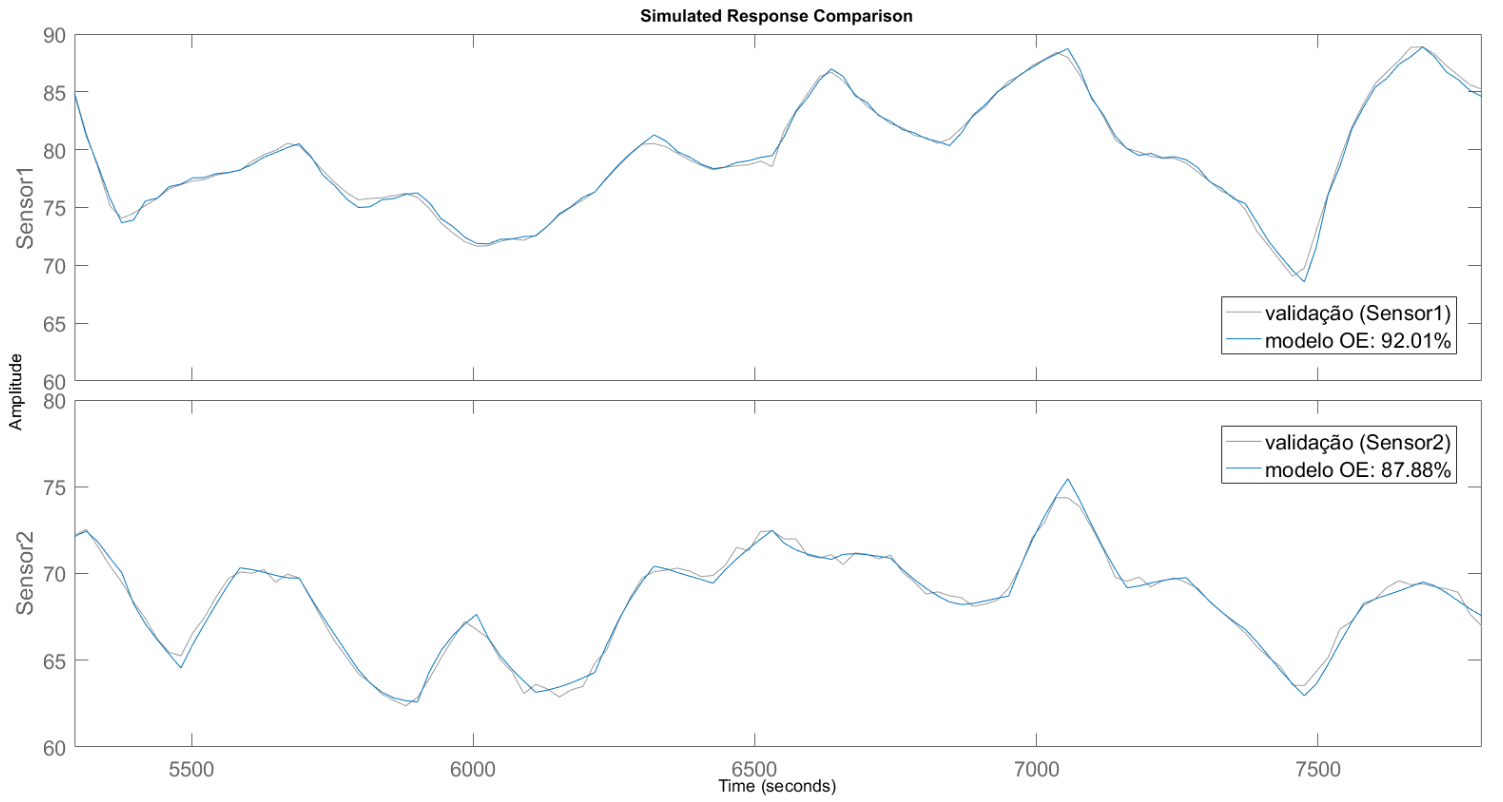 Simulated Response Comparison
90
85
80
75
70
65
60
Sensor1
validação (Sensor1)
modelo OE: 92.01%
Amplitude
80
75
70
65
60
Sensor2
validação (Sensor2)
modelo OE: 87.88%
5500 6000 6500 7000 7500
Time (seconds)